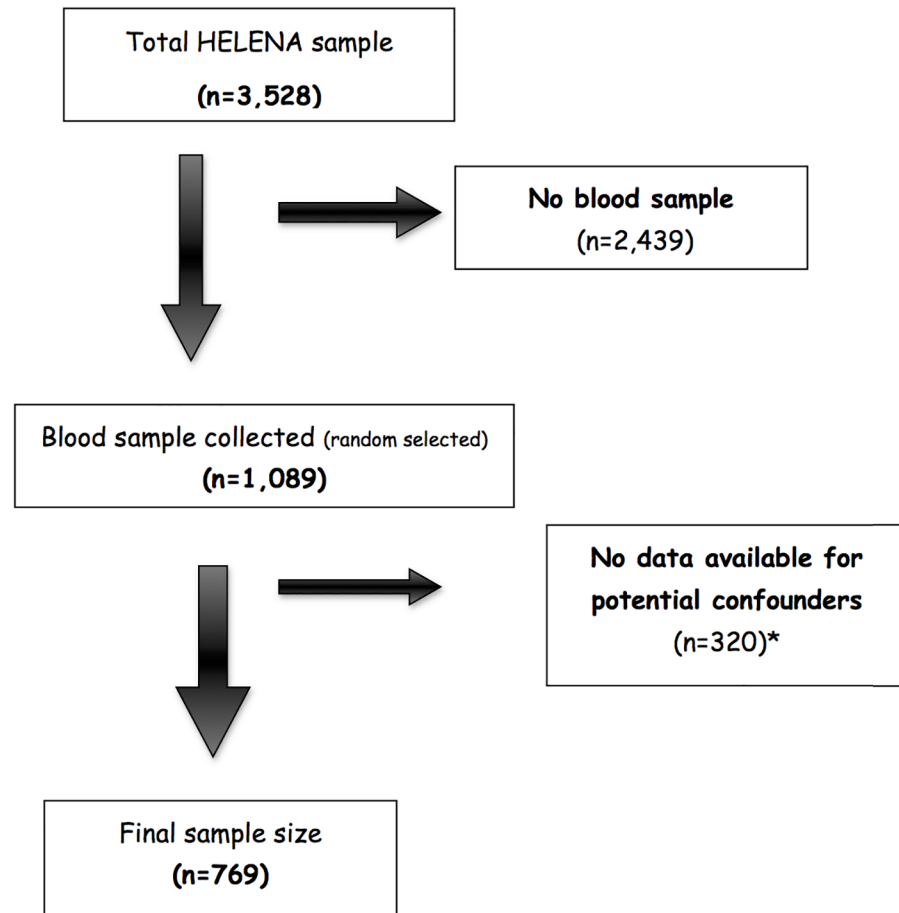 Total HELENA sample
(n=3,528)
No blood sample
(n=2,439)
Blood sample collected (random selected)
(n=1,089)
No data available for
potential confounders
(n=320)*
Final sample size
(n=769)